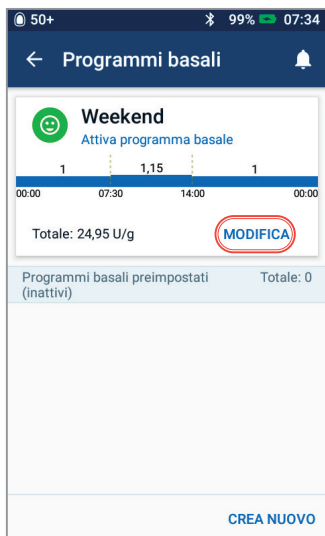 50+ 99% 07:34
Programmi basali
Weekend
Attiva programma basale
1 1,15 1
00:00 07:30 14:00 00:00
Totale: 24,95 U/g MODIFICA
Programmi basali preimpostati Totale: 0
(inattivi)
CREA NUOVO